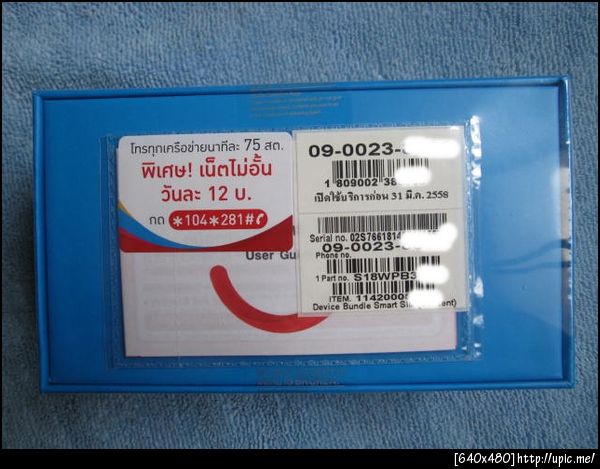 โทรทุกเครือข่ายนาทีละ 75 สต.
พิเศษ! เน็ตไม่อั้น
วันละ 12 บ.
กด *104*281#
User Gu
09-0023-
1 809002 38
เปิดใช้บริการก่อน 31 มี.ค. 2558
Serial no. 02S7661814
09-0023-
Phone no.
1 Part no. S18WPB3
ITEM. 11420008
Device Bundle Smart
[640x480]http://upic.me/